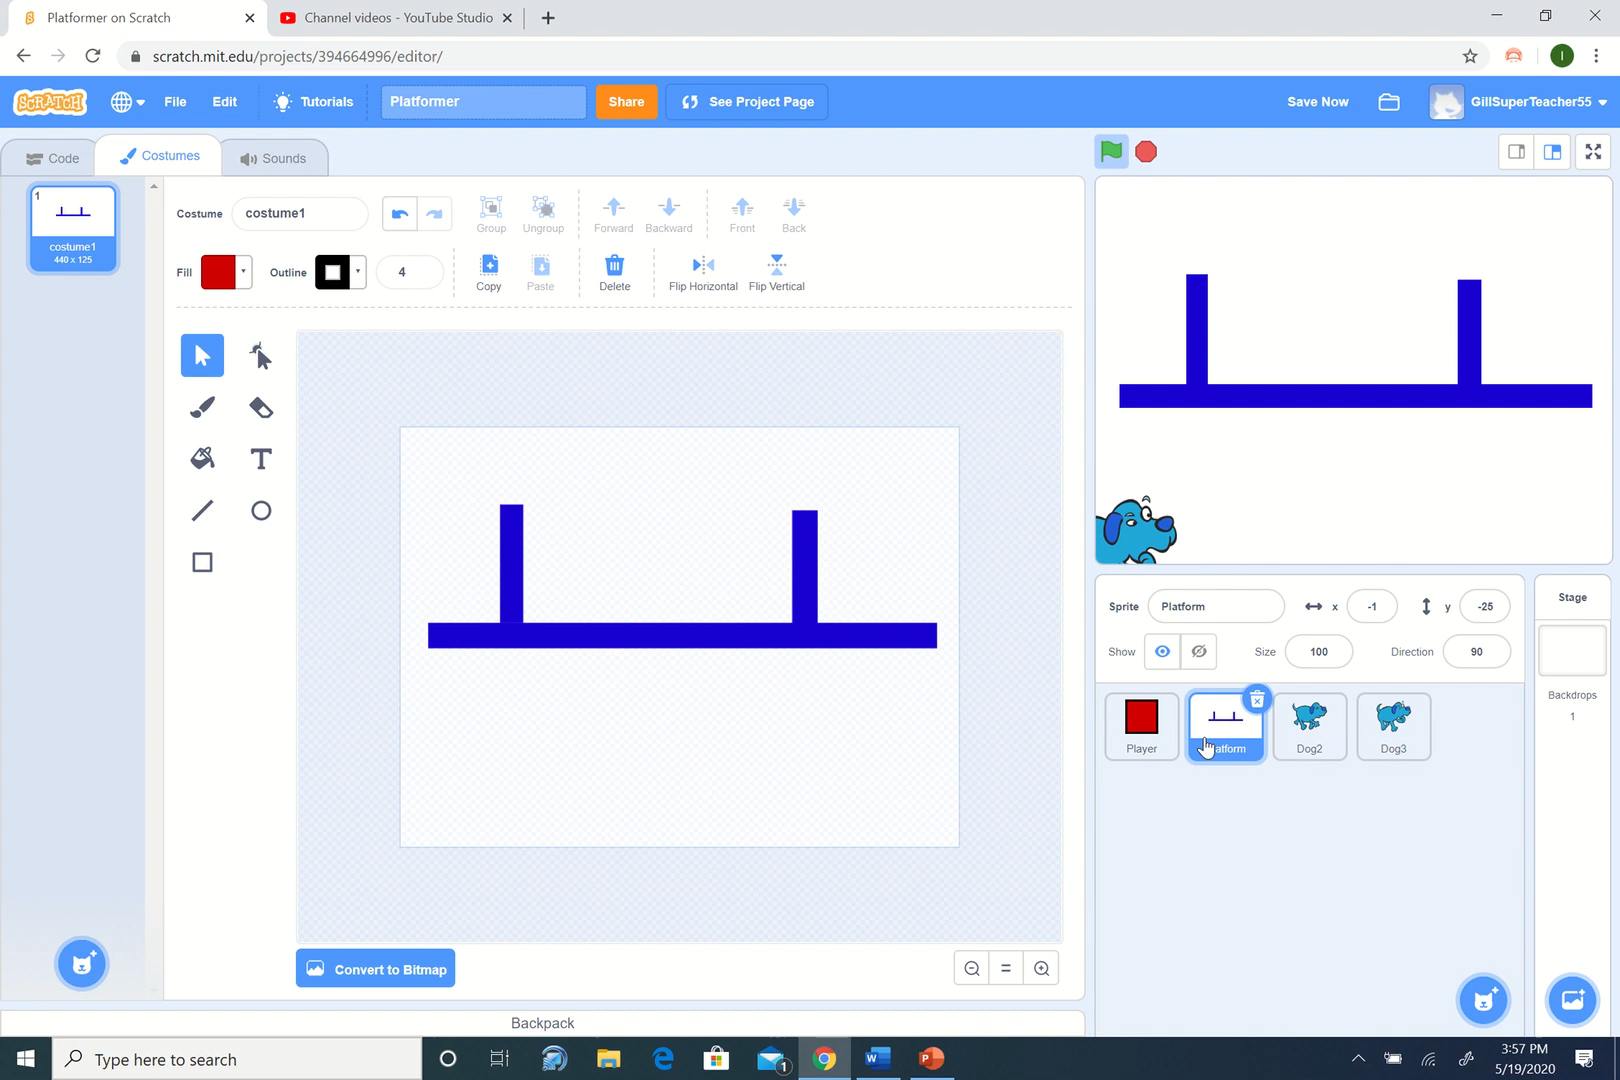 Platformer on Scratch
Channel videos - YouTube Studio
scratch.mit.edu/projects/394664996/editor/
I
SCRATCH
File
Edit
Tutorials
Platformer
Share
See Project Page
Save Now
GillSuperTeacher55
Code
Costumes
Sounds
1
costume1
440 x 125
Costume
costume1
Group
Ungroup
Forward
Backward
Front
Back
Fill
Outline
4
Copy
Paste
Delete
Flip Horizontal
Flip Vertical
Convert to Bitmap
Backpack
Sprite
Platform
x
-1
y
-25
Show
Size
100
Direction
90
Player
atform
Dog2
Dog3
Stage
Backdrops
1
Type here to search
1
3:57 PM
5/19/2020